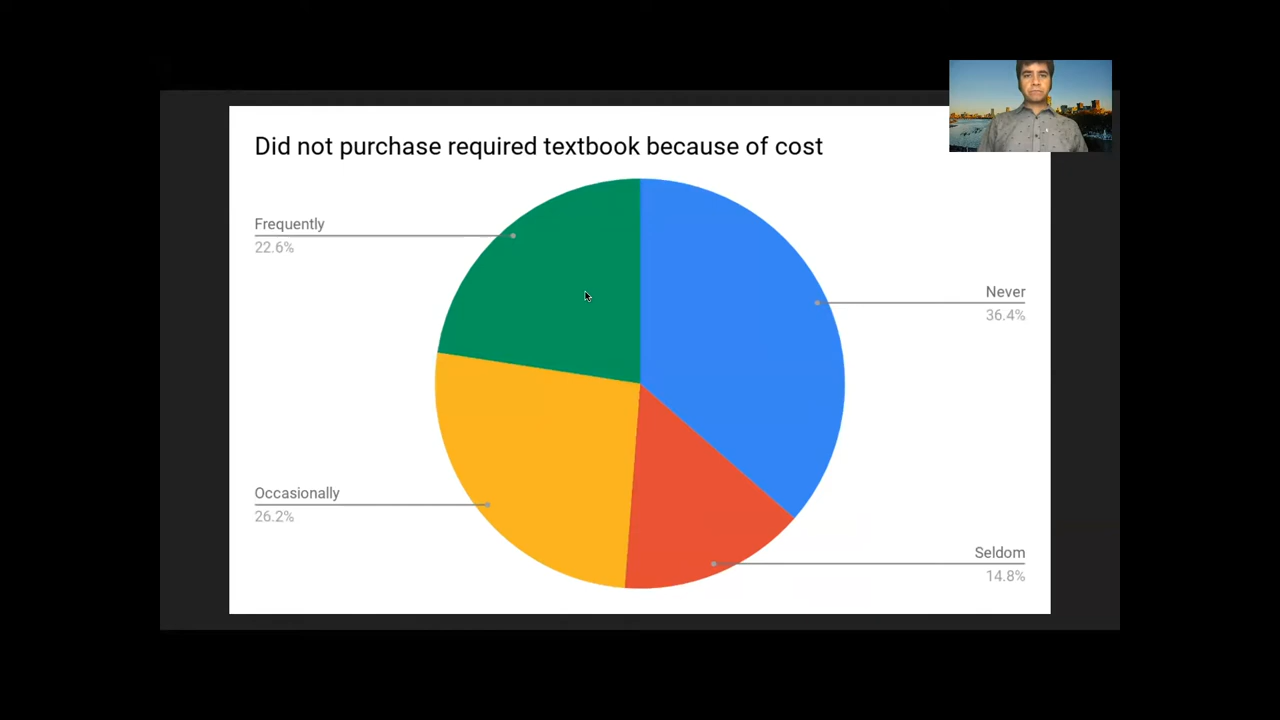 Did not purchase required textbook because of cost
Frequently
22.6%
Never
36.4%
Occasionally
26.2%
Seldom
14.8%